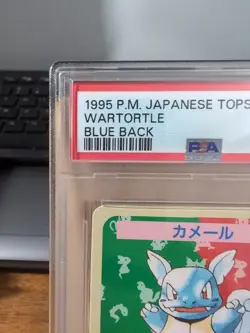 1995 P.M. JAPANESE TOPS
WARTORTLE
BLUE BACK
PSA
カメール